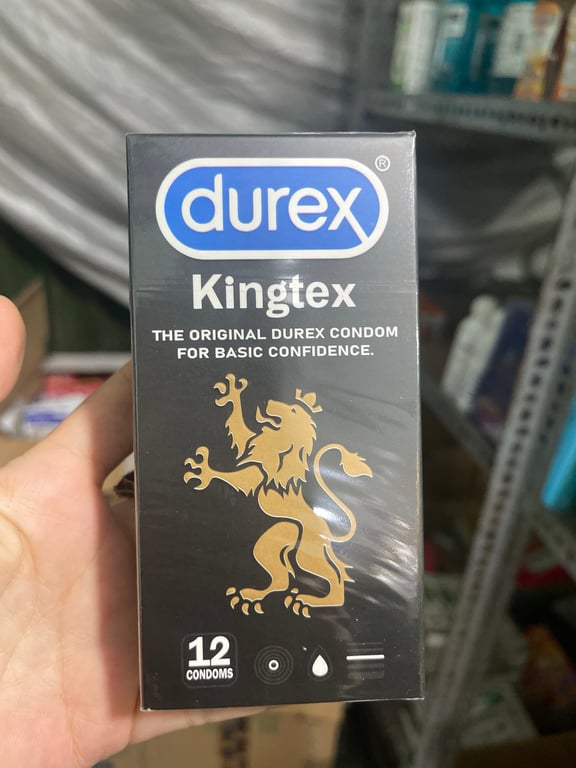 durex®
Kingtex
THE ORIGINAL DUREX CONDOM
FOR BASIC CONFIDENCE.
12
CONDOMS